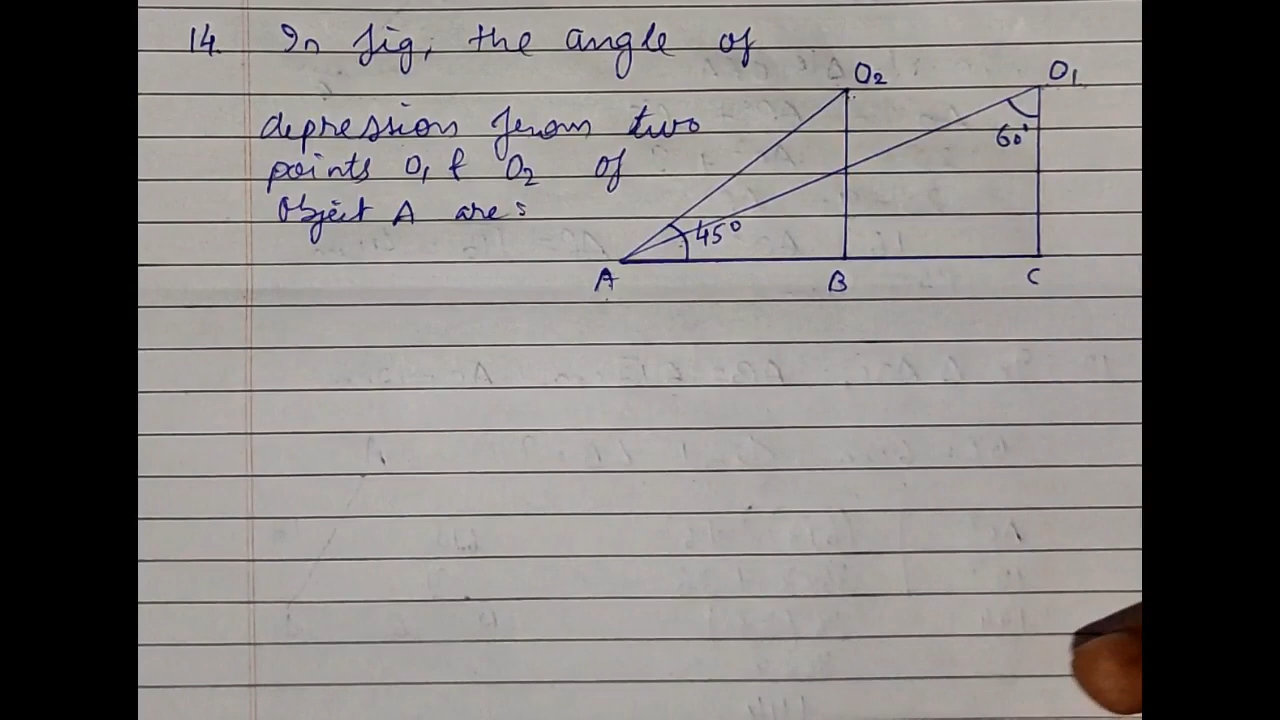 14. In fig, the angle of
depression from two
points O₁ & O₂ of
Object A are:
O₂
O₁
60°
45°
A
B
C